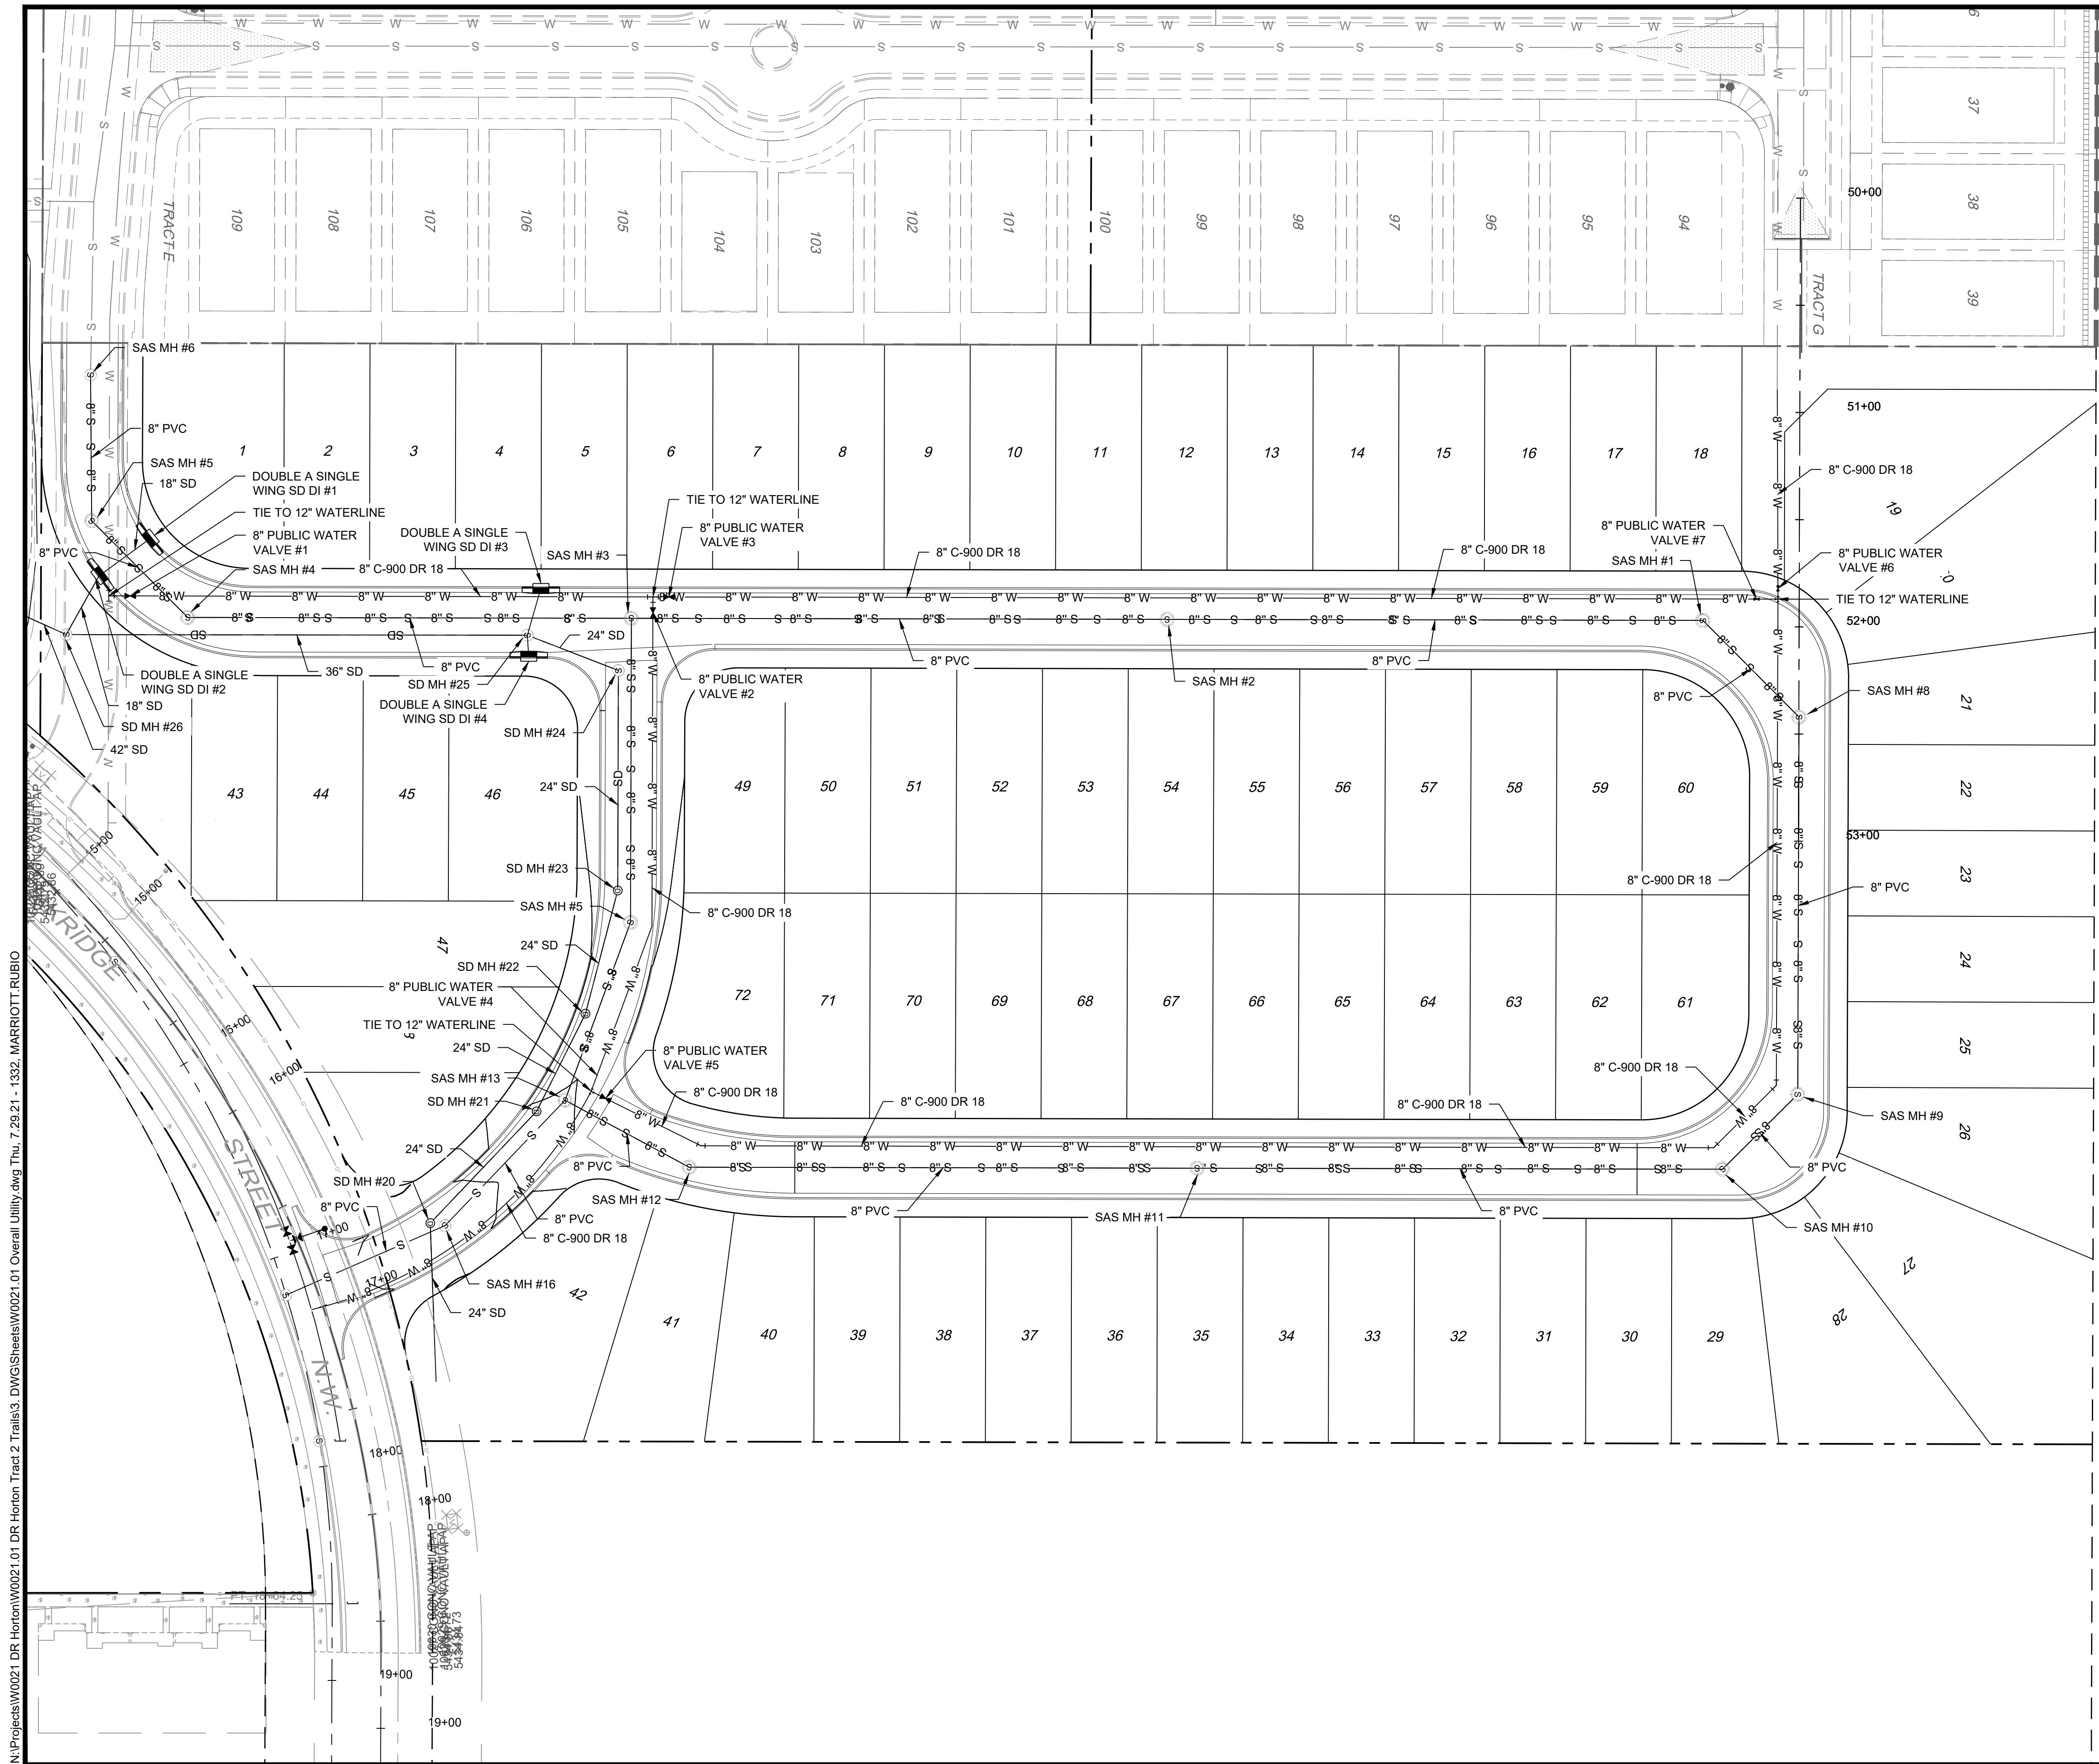 37
38
39
50+00
TRACT E
109
108
107
106
105
104
103
102
101
100
99
98
97
96
95
94
TRACT G
SAS MH #6
8" PVC
SAS MH #5
18" SD
DOUBLE A SINGLE
WING SD DI #1
TIE TO 12" WATERLINE
8" PUBLIC WATER
VALVE #1
8" PVC
SAS MH #4
8" C-900 DR 18
DOUBLE A SINGLE
WING SD DI #3
SAS MH #3
TIE TO 12" WATERLINE
8" PUBLIC WATER
VALVE #3
8" C-900 DR 18
8" C-900 DR 18
8" PUBLIC WATER
VALVE #7
SAS MH #1
51+00
8" C-900 DR 18
8" PUBLIC WATER
VALVE #6
TIE TO 12" WATERLINE
52+00
1
2
3
4
5
6
7
8
9
10
11
12
13
14
15
16
17
18
19
DOUBLE A SINGLE
WING SD DI #2
18" SD
SD MH #26
42" SD
36" SD
8" PVC
SD MH #25
DOUBLE A SINGLE
WING SD DI #4
24" SD
SD MH #24
8" PUBLIC WATER
VALVE #2
8" PVC
SAS MH #2
8" PVC
8" PVC
SAS MH #8
43
44
45
46
24" SD
49
50
51
52
53
54
55
56
57
58
59
60
21
22
53+00
23
15+00
15+00
SD MH #23
SAS MH #5
8" C-900 DR 18
8" C-900 DR 18
8" PVC
47
24" SD
SD MH #22
8" PUBLIC WATER
VALVE #4
TIE TO 12" WATERLINE
24" SD
SAS MH #13
SD MH #21
8" PUBLIC WATER
VALVE #5
8" C-900 DR 18
72
71
70
69
68
67
66
65
64
63
62
61
24
25
26
16+00
16+00
8" C-900 DR 18
8" C-900 DR 18
8" C-900 DR 18
SAS MH #9
8" PVC
24" SD
SD MH #20
8" PVC
8" PVC
SAS MH #12
8" PVC
8" C-900 DR 18
8" PVC
SAS MH #11
8" PVC
SAS MH #10
17+00
17+00
SAS MH #16
24" SD
42
41
40
39
38
37
36
35
34
33
32
31
30
29
28
27
STREET
N.W.
18+00
18+00
19+00
19+00
N:\Projects\W0021 DR Horton\W0021.01 DR Horton Tract 2 Trails\3. DWG\Sheets\W0021.01 Overall Utility.dwg Thu, 7.29.21 - 1332, MARRIOTT.RUBIO